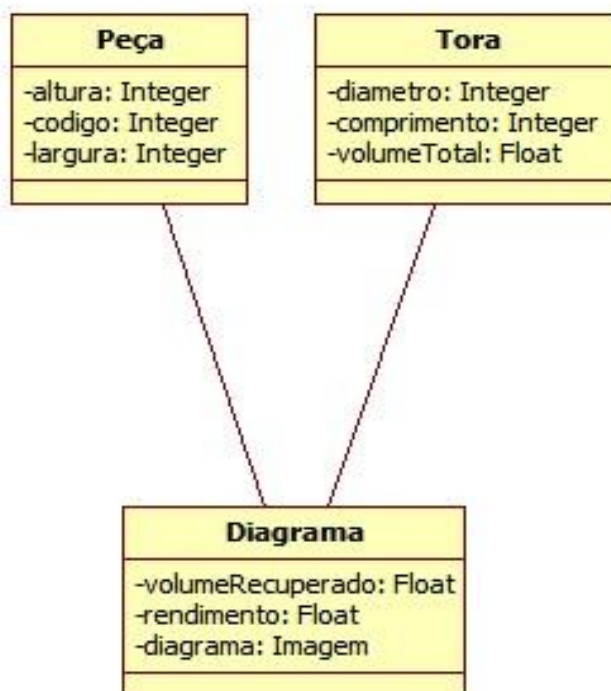 Peça
-altura: Integer
-codigo: Integer
-largura: Integer
Tora
-diametro: Integer
-comprimento: Integer
-volumeTotal: Float
Diagrama
-volumeRecuperado: Float
-rendimento: Float
-diagrama: Imagem